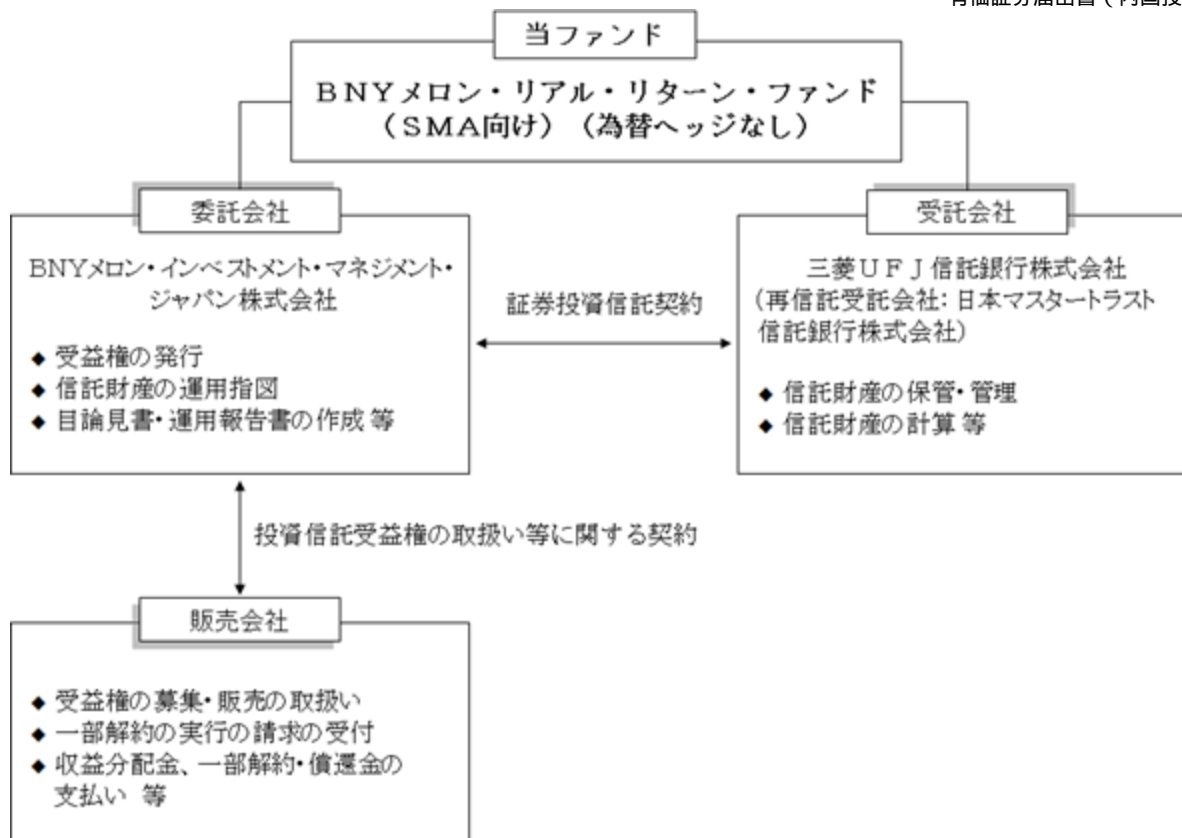 有価証券届出書（内国投
当ファンド
ＢＮＹメロン・リアル・リターン・ファンド
（ＳＭＡ向け）（為替ヘッジなし）
委託会社
BNYメロン・インベストメント・マネジメント・
ジャパン株式会社
◆ 受益権の発行
◆ 信託財産の運用指図
◆ 目論見書・運用報告書の作成 等
証券投資信託契約
受託会社
三菱ＵＦＪ信託銀行株式会社
(再信託受託会社：日本マスタートラスト
信託銀行株式会社)
◆ 信託財産の保管・管理
◆ 信託財産の計算 等
投資信託受益権の取扱い等に関する契約
販売会社
◆ 受益権の募集・販売の取扱い
◆ 一部解約の実行の請求の受付
◆ 収益分配金、一部解約・償還金の
支払い 等